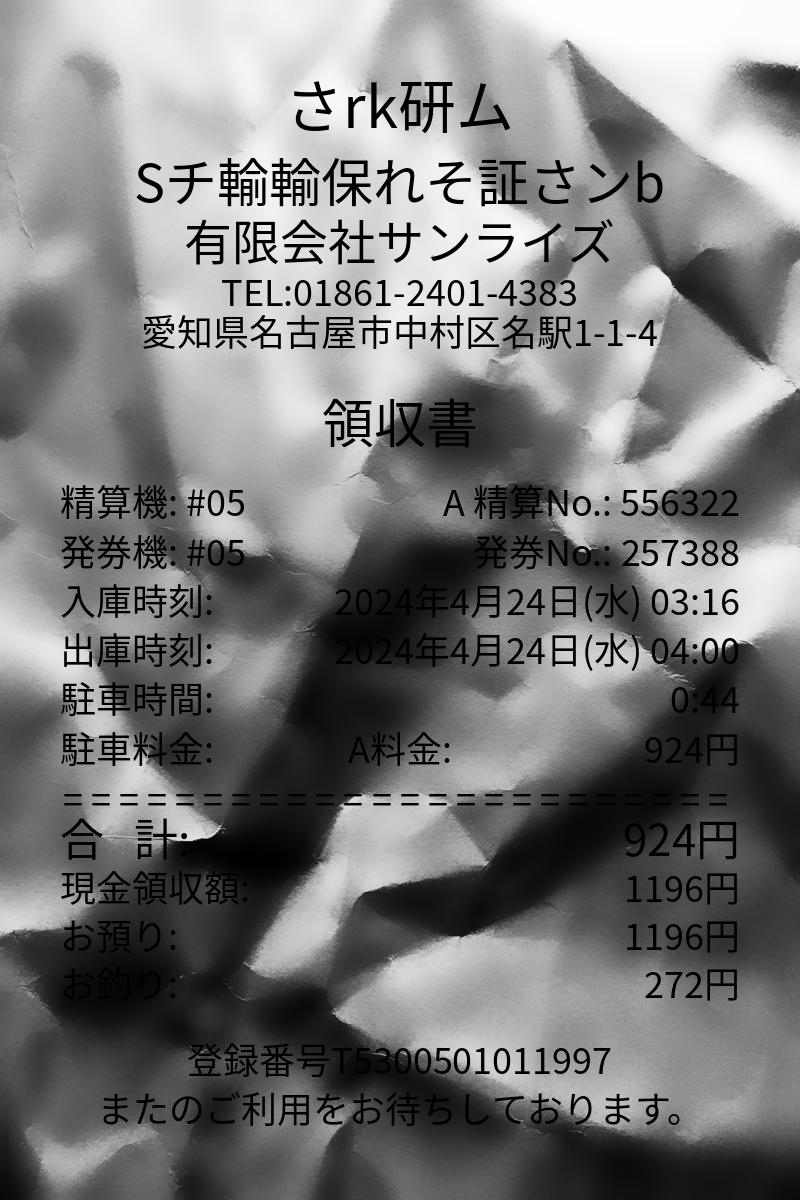 さrk研ム
Sチ輸輸保れそ証さンb
有限会社サンライズ
TEL:01861-2401-4383
愛知県名古屋市中村区名駅1-1-4
領収書
精算機: #05 A 精算No.: 556322
発券機: #05 発券No.: 257388
入庫時刻: 2024年4月24日(水) 03:16
出庫時刻: 2024年4月24日(水) 04:00
駐車時間: 0:44
駐車料金: A料金: 924円
========================
合 計: 924円
現金領収額: 1196円
お預り: 1196円
お釣り: 272円
登録番号T5300501011997
またのご利用をお待ちしております。